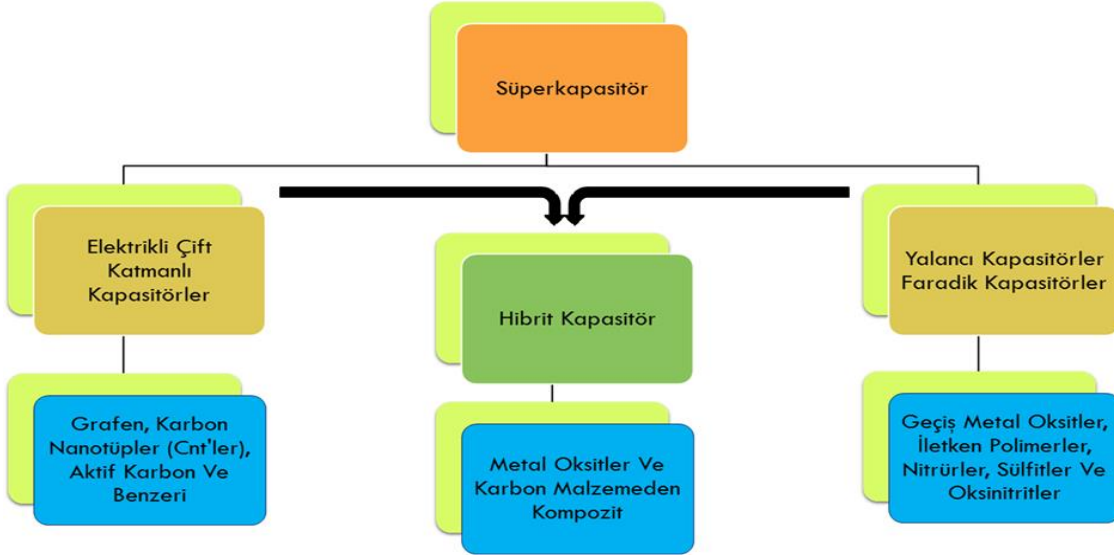 Süperkapasitör
Elektrikli Çift
Katmanlı
Kapasitörler
Hibrit Kapasitör
Yalancı Kapasitörler
Faradik Kapasitörler
Grafen, Karbon
Nanotüpler (Cnt'ler),
Aktif Karbon Ve
Benzeri
Metal Oksitler Ve
Karbon Malzemeden
Kompozit
Geçiş Metal Oksitler,
İletken Polimerler,
Nitrürler, Sülfitler Ve
Oksinitritler